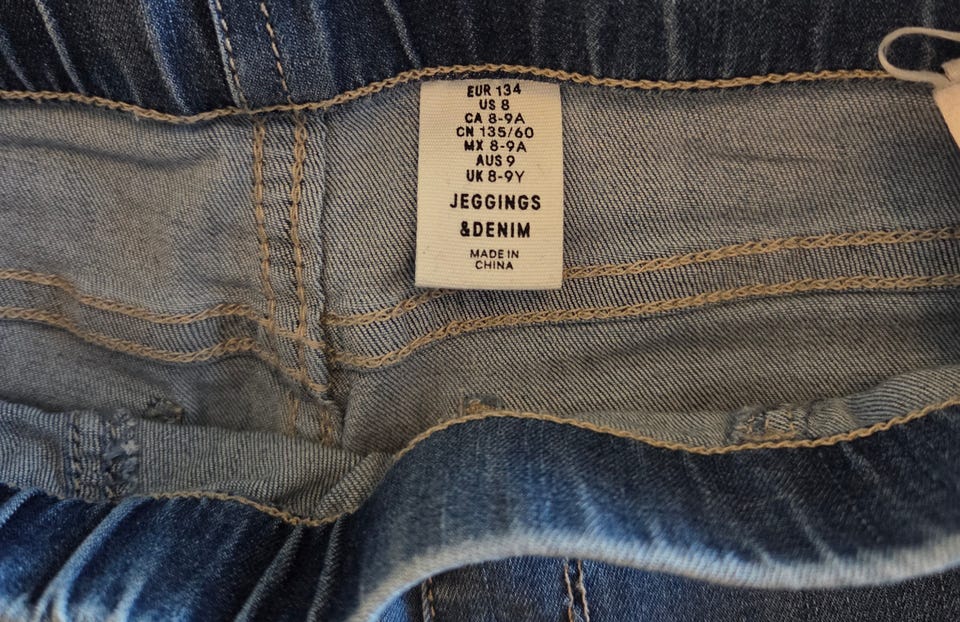 EUR 134
US 8
CA 8-9A
CN 135/60
MX 8-9A
AUS 9
UK 8-9Y
JEGGINGS
&DENIM
MADE IN
CHINA